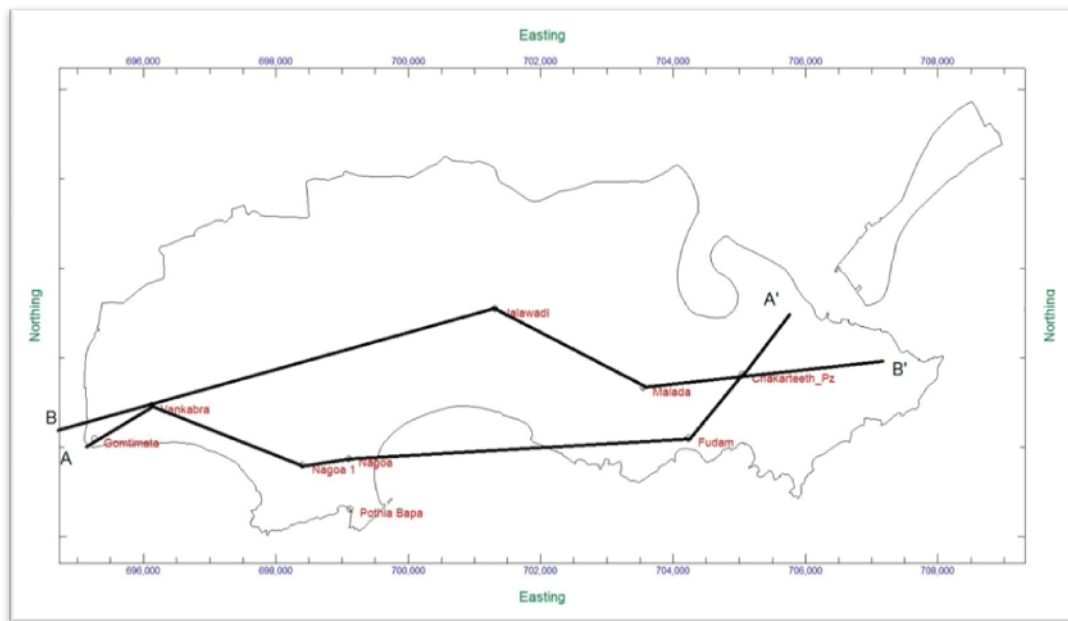 Easting
696,000 698,000 700,000 702,000 704,000 706,000 708,000
Northing
Northing
A'
Jalawadi
B'
Chakarteeth_Pz
Malada
B
Vankabra
A
Gomtimata
Fudam
Nagoa 1
Nagoa
Pothia Bapa
696,000 698,000 700,000 702,000 704,000 706,000 708,000
Easting